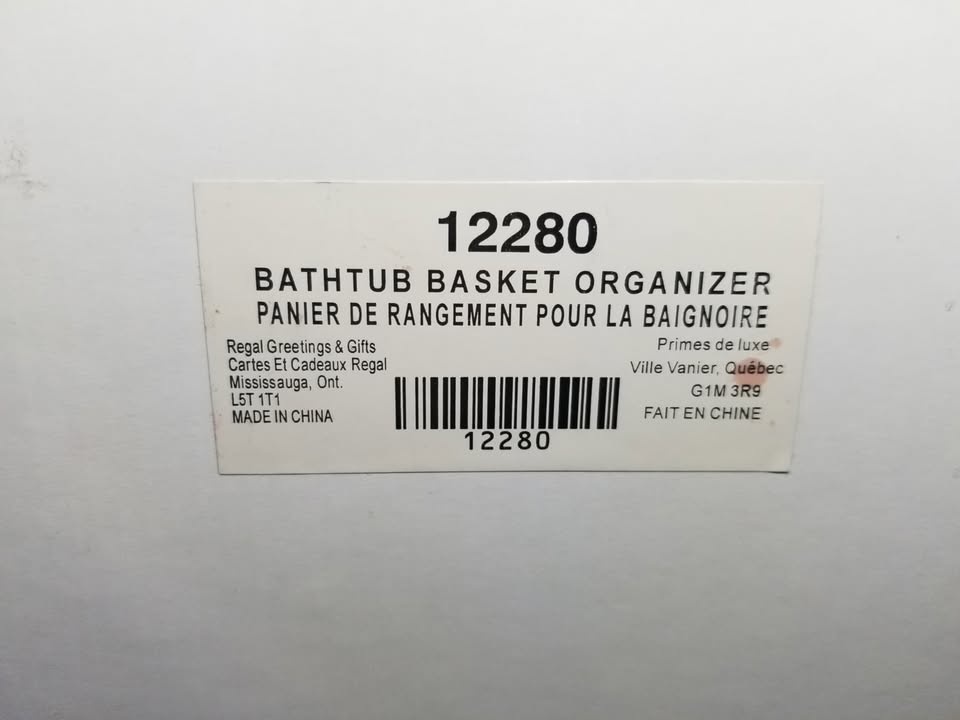 12280
BATHTUB BASKET ORGANIZER
PANIER DE RANGEMENT POUR LA BAIGNOIRE
Regal Greetings & Gifts
Cartes Et Cadeaux Regal
Mississauga, Ont.
L5T 1T1
MADE IN CHINA
Primes de luxe
Ville Vanier, Québec
G1M 3R9
FAIT EN CHINE
12280